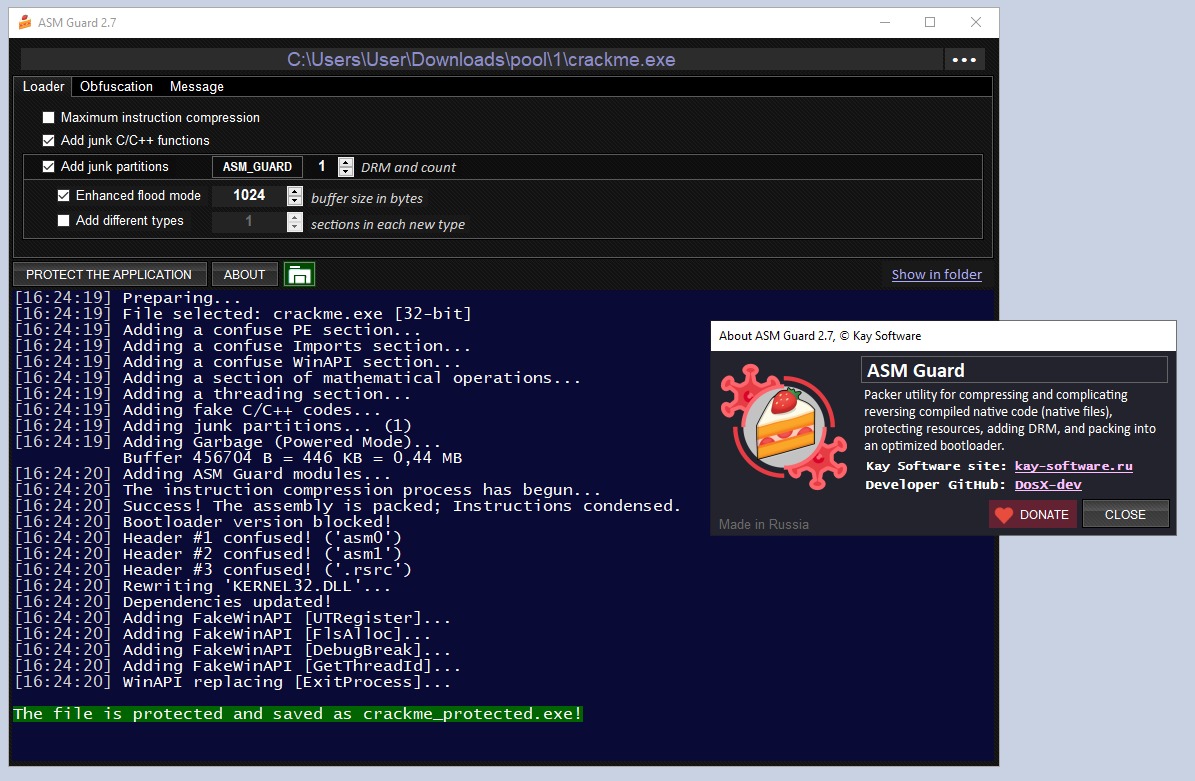 ASM Guard 2.7
C:\Users\User\Downloads\pool\1\crackme.exe
Loader Obfuscation Message
Maximum instruction compression
Add junk C/C++ functions
Add junk partitions ASM_GUARD 1 DRM and count
Enhanced flood mode 1024 buffer size in bytes
Add different types 1 sections in each new type
PROTECT THE APPLICATION ABOUT Show in folder
[16:24:19] Preparing...
[16:24:19] File selected: crackme.exe [32-bit]
[16:24:19] Adding a confuse PE section...
[16:24:19] Adding a confuse Imports section...
[16:24:19] Adding a confuse WinAPI section...
[16:24:19] Adding a section of mathematical operations...
[16:24:19] Adding a threading section...
[16:24:19] Adding fake C/C++ codes...
[16:24:19] Adding junk partitions... (1)
[16:24:19] Adding Garbage (Powered Mode)...
Buffer 456704 B = 446 KB = 0,44 MB
[16:24:20] Adding ASM Guard modules...
[16:24:20] The instruction compression process has begun...
[16:24:20] Success! The assembly is packed; Instructions condensed.
[16:24:20] Bootloader version blocked!
[16:24:20] Header #1 confused! ('asm0')
[16:24:20] Header #2 confused! ('asm1')
[16:24:20] Header #3 confused! ('.rsrc')
[16:24:20] Rewriting 'KERNEL32.DLL'...
[16:24:20] Dependencies updated!
[16:24:20] Adding FakeWinAPI [UTRegister]...
[16:24:20] Adding FakeWinAPI [FlsAlloc]...
[16:24:20] Adding FakeWinAPI [DebugBreak]...
[16:24:20] Adding FakeWinAPI [GetThreadId]...
[16:24:20] WinAPI replacing [ExitProcess]...
The file is protected and saved as crackme_protected.exe!
About ASM Guard 2.7, © Kay Software
ASM Guard
Packer utility for compressing and complicating
reversing compiled native code (native files),
protecting resources, adding DRM, and packing into
an optimized bootloader.
Kay Software site: kay-software.ru
Developer GitHub: DosX-dev
Made in Russia
DONATE CLOSE